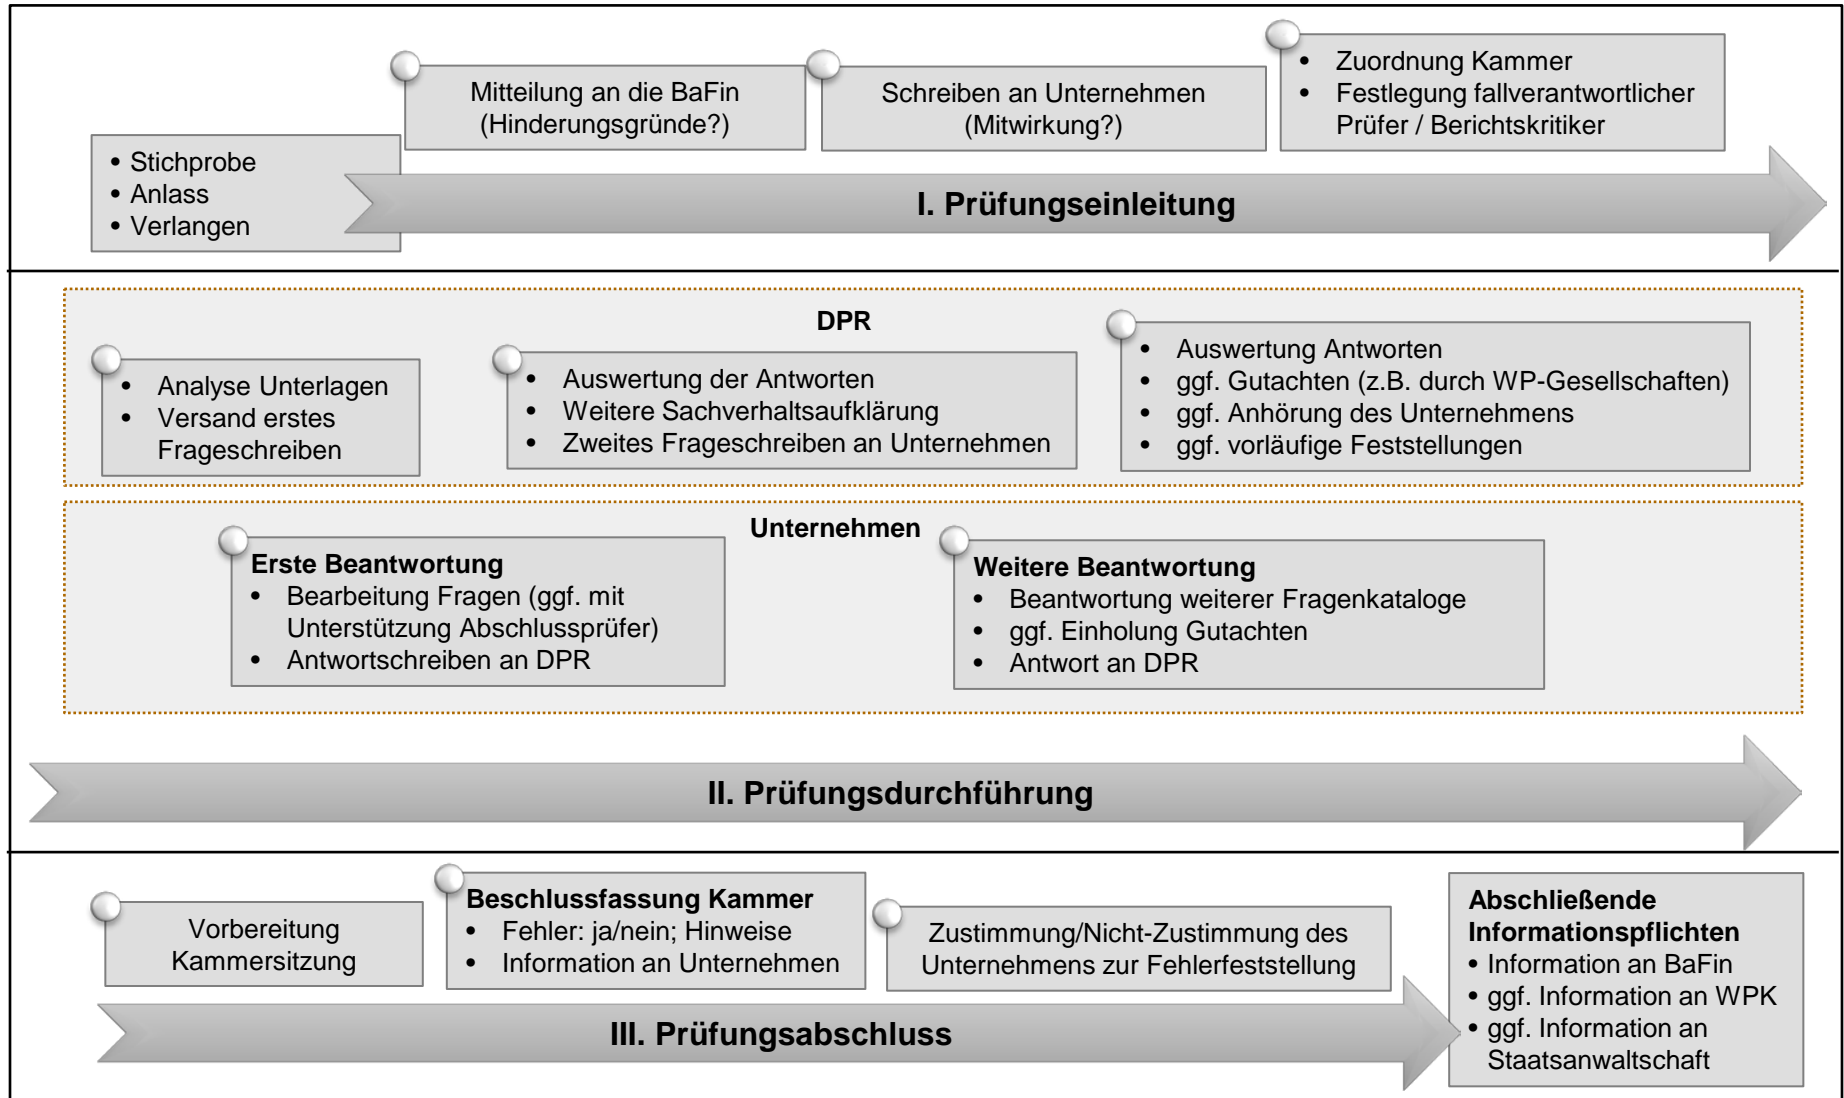 • Stichprobe
• Anlass
• Verlangen
Mitteilung an die BaFin
(Hinderungsgründe?)
Schreiben an Unternehmen
(Mitwirkung?)
• Zuordnung Kammer
• Festlegung fallverantwortlicher
Prüfer / Berichtskritiker
I. Prüfungseinleitung
DPR
• Analyse Unterlagen
• Versand erstes
Frageschreiben
• Auswertung der Antworten
• Weitere Sachverhaltsaufklärung
• Zweites Frageschreiben an Unternehmen
• Auswertung Antworten
• ggf. Gutachten (z.B. durch WP-Gesellschaften)
• ggf. Anhörung des Unternehmens
• ggf. vorläufige Feststellungen
Unternehmen
Erste Beantwortung
• Bearbeitung Fragen (ggf. mit
Unterstützung Abschlussprüfer)
• Antwortschreiben an DPR
Weitere Beantwortung
• Beantwortung weiterer Fragenkataloge
• ggf. Einholung Gutachten
• Antwort an DPR
II. Prüfungsdurchführung
Vorbereitung
Kammersitzung
Beschlussfassung Kammer
• Fehler: ja/nein; Hinweise
• Information an Unternehmen
Zustimmung/Nicht-Zustimmung des
Unternehmens zur Fehlerfeststellung
Abschließende
Informationspflichten
• Information an BaFin
• ggf. Information an WPK
• ggf. Information an
Staatsanwaltschaft
III. Prüfungsabschluss